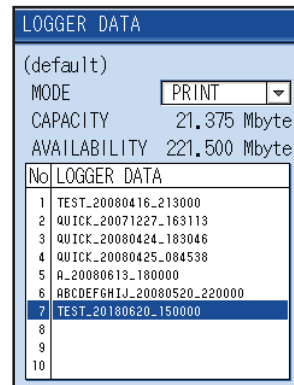 LOGGER DATA
(default)
MODE PRINT
CAPACITY 21.375 Mbyte
AVAILABILITY 221.500 Mbyte
No LOGGER DATA
1 TEST_20080416_213000
2 QUICK_20071227_163113
3 QUICK_20080424_183046
4 QUICK_20080425_084538
5 A_20080613_180000
6 ABCDEFGHIJ_20080520_220000
7 TEST_20180620_150000
8
9
10